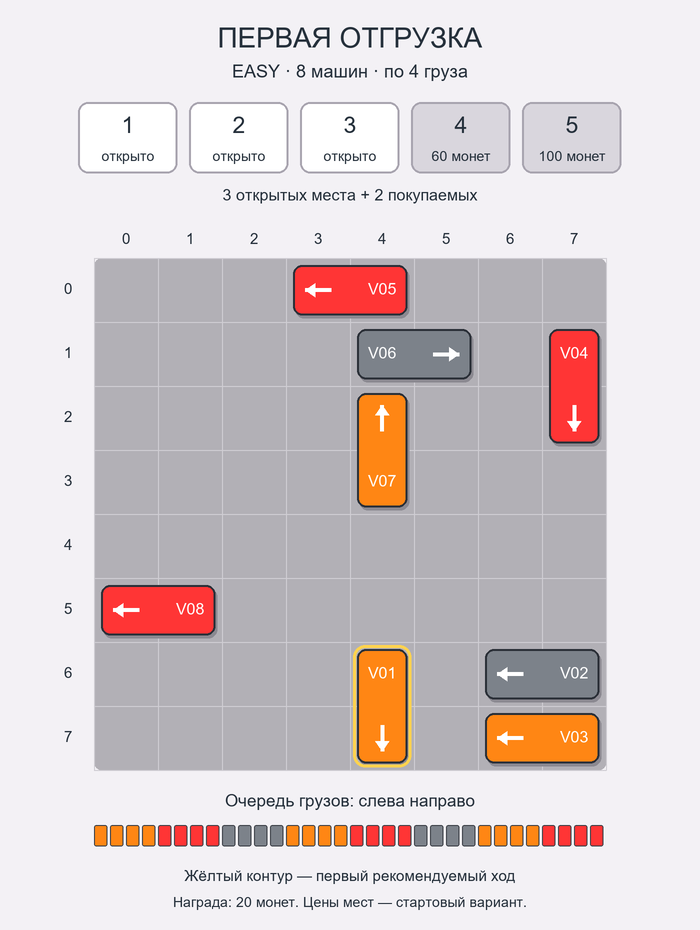 ПЕРВАЯ ОТГРУЗКА
EASY · 8 машин · по 4 груза
1 2 3 4 5
открыто открыто открыто 60 монет 100 монет
3 открытых места + 2 покупаемых
0 1 2 3 4 5 6 7
0 V05
1 V06 V04
2
3 V07
4
5 V08
6 V01 V02
7 V03
Очередь грузов: слева направо
Жёлтый контур — первый рекомендуемый ход
Награда: 20 монет. Цены мест — стартовый вариант.